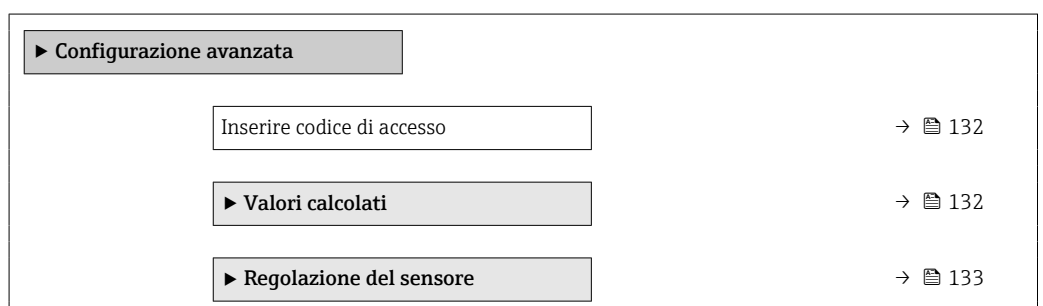 ▶ Configurazione avanzata
Inserire codice di accesso → 132
▶ Valori calcolati → 132
▶ Regolazione del sensore → 133